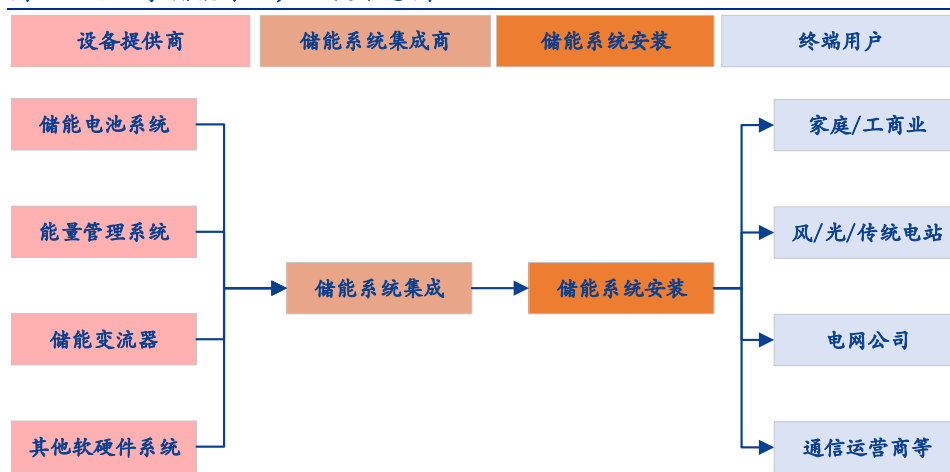 设备提供商
储能系统集成商
储能系统安装
终端用户
储能电池系统
家庭/工商业
能量管理系统
风/光/传统电站
储能系统集成
储能系统安装
储能变流器
电网公司
其他软硬件系统
通信运营商等